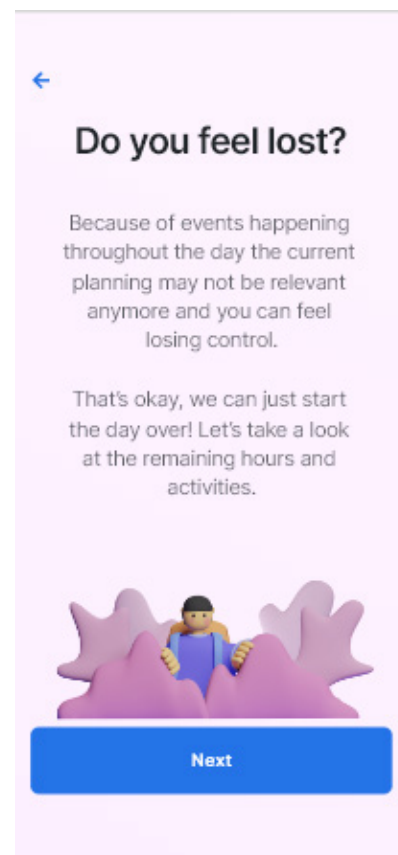 Do you feel lost?
Because of events happening
throughout the day the current
planning may not be relevant
anymore and you can feel
losing control.
That's okay, we can just start
the day over! Let's take a look
at the remaining hours and
activities.
Next